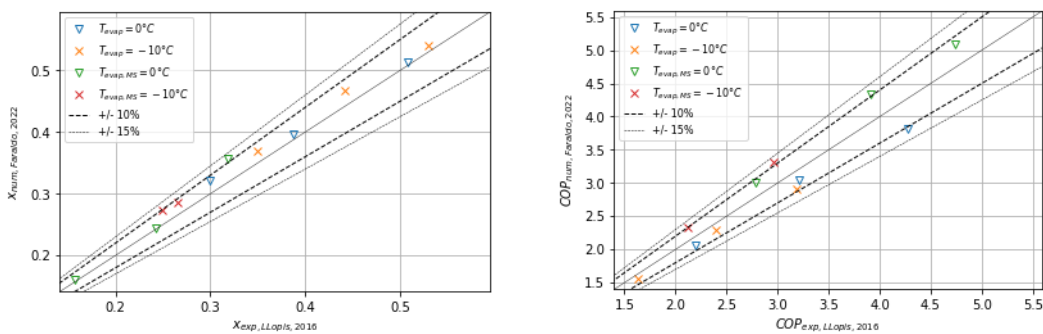 T_evap = 0°C
T_evap = −10°C
T_evap, MS = 0°C
T_evap, MS = −10°C
+/- 10%
+/- 15%
0.5
0.4
0.3
0.2
x_num, Faraldo, 2022
0.2 0.3 0.4 0.5
x_exp, LLopis, 2016
T_evap = 0°C
T_evap = −10°C
T_evap, MS = 0°C
T_evap, MS = −10°C
+/- 10%
+/- 15%
5.5
5.0
4.5
4.0
3.5
3.0
2.5
2.0
1.5
COP_num, Faraldo, 2022
1.5 2.0 2.5 3.0 3.5 4.0 4.5 5.0 5.5
COP_exp, LLopis, 2016